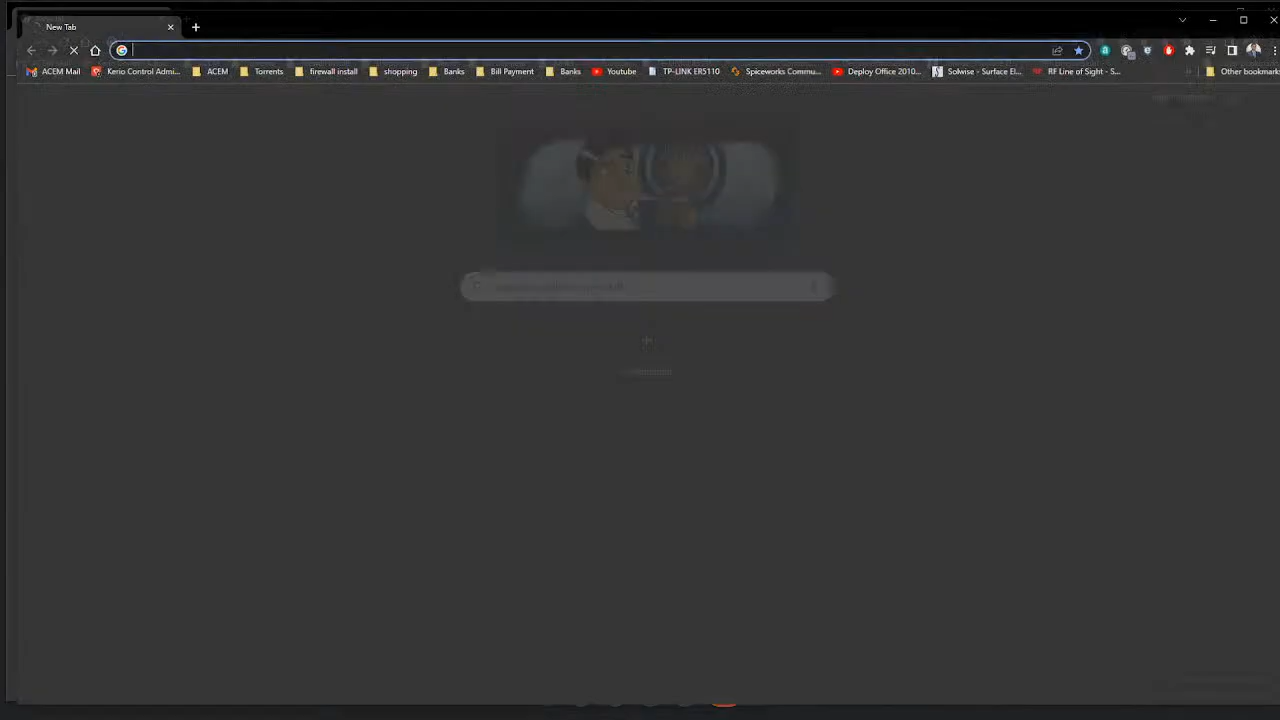 New Tab
ACEM Mail Kerio Control Admi... ACEM Torrents firewall install shopping Banks Bill Payment Banks Youtube TP-LINK ER5110 Spiceworks Commu... Deploy Office 2010... Solwise - Surface El... RF Line of Sight - S... Other bookmark